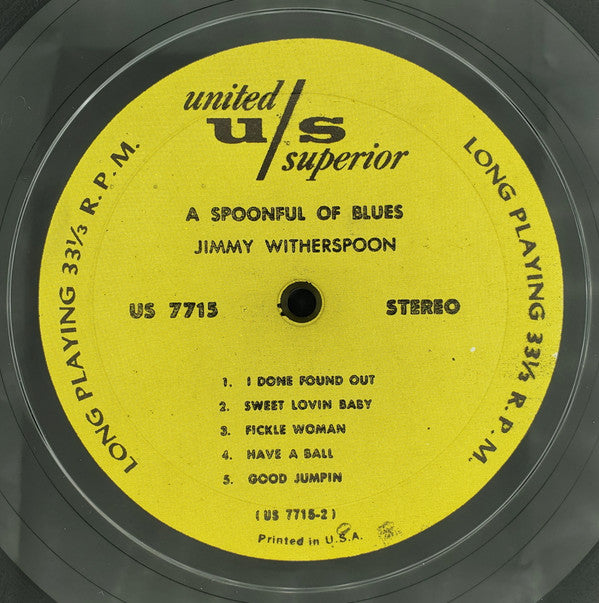 united
u/s
superior
A SPOONFUL OF BLUES
JIMMY WITHERSPOON
US 7715
STEREO
LONG PLAYING 33⅓ R.P.M.
LONG PLAYING 33⅓ R.P.M.
1. I DONE FOUND OUT
2. SWEET LOVIN BABY
3. FICKLE WOMAN
4. HAVE A BALL
5. GOOD JUMPIN
(US 7715-2)
Printed in U.S.A.